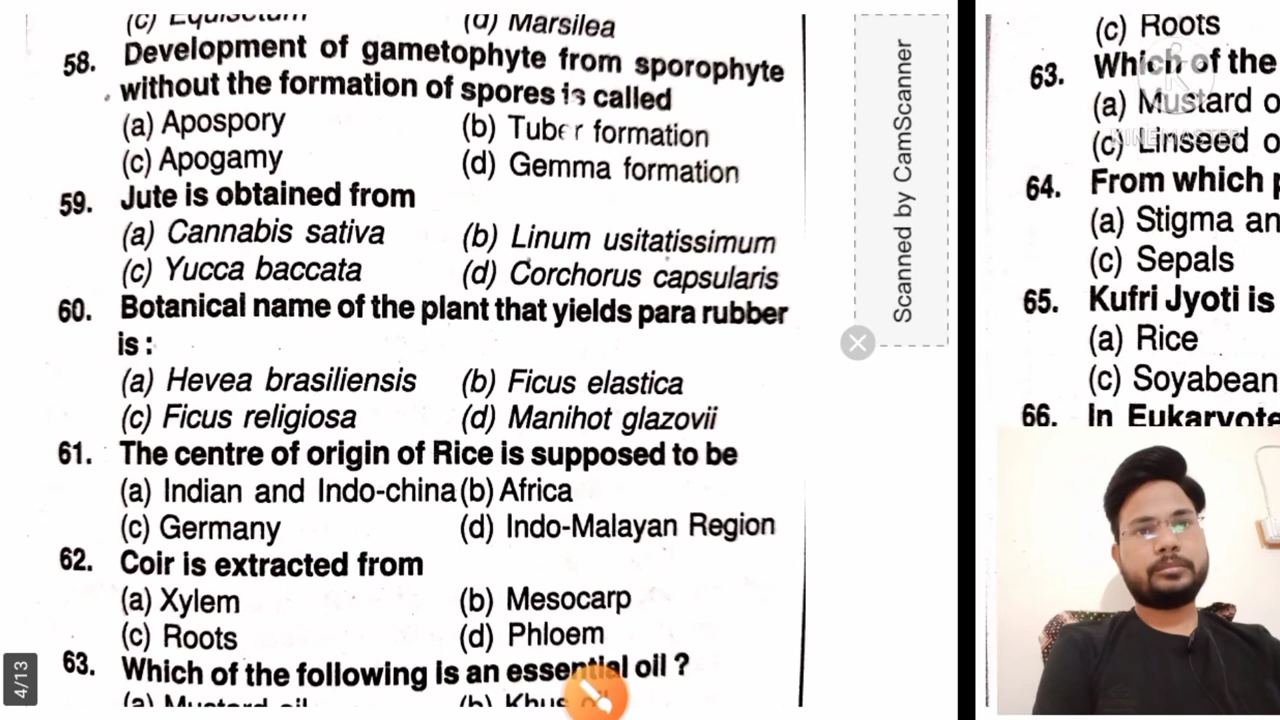 (c) Equisetum (d) Marsilea
58. Development of gametophyte from sporophyte
without the formation of spores is called
(a) Apospory (b) Tuber formation
(c) Apogamy (d) Gemma formation
59. Jute is obtained from
(a) Cannabis sativa (b) Linum usitatissimum
(c) Yucca baccata (d) Corchorus capsularis
60. Botanical name of the plant that yields para rubber
is :
(a) Hevea brasiliensis (b) Ficus elastica
(c) Ficus religiosa (d) Manihot glazovii
61. The centre of origin of Rice is supposed to be
(a) Indian and Indo-china (b) Africa
(c) Germany (d) Indo-Malayan Region
62. Coir is extracted from
(a) Xylem (b) Mesocarp
(c) Roots (d) Phloem
63. Which of the following is an essential oil ?
(a) Mustard oil (b) Khus oil
4/13
Scanned by CamScanner
(c) Roots
63. Which of the
(a) Mustard o
KINEMASTER
(c) Linseed o
64. From which
(a) Stigma an
(c) Sepals
65. Kufri Jyoti is
(a) Rice
(c) Soyabean
66. In Eukaryote